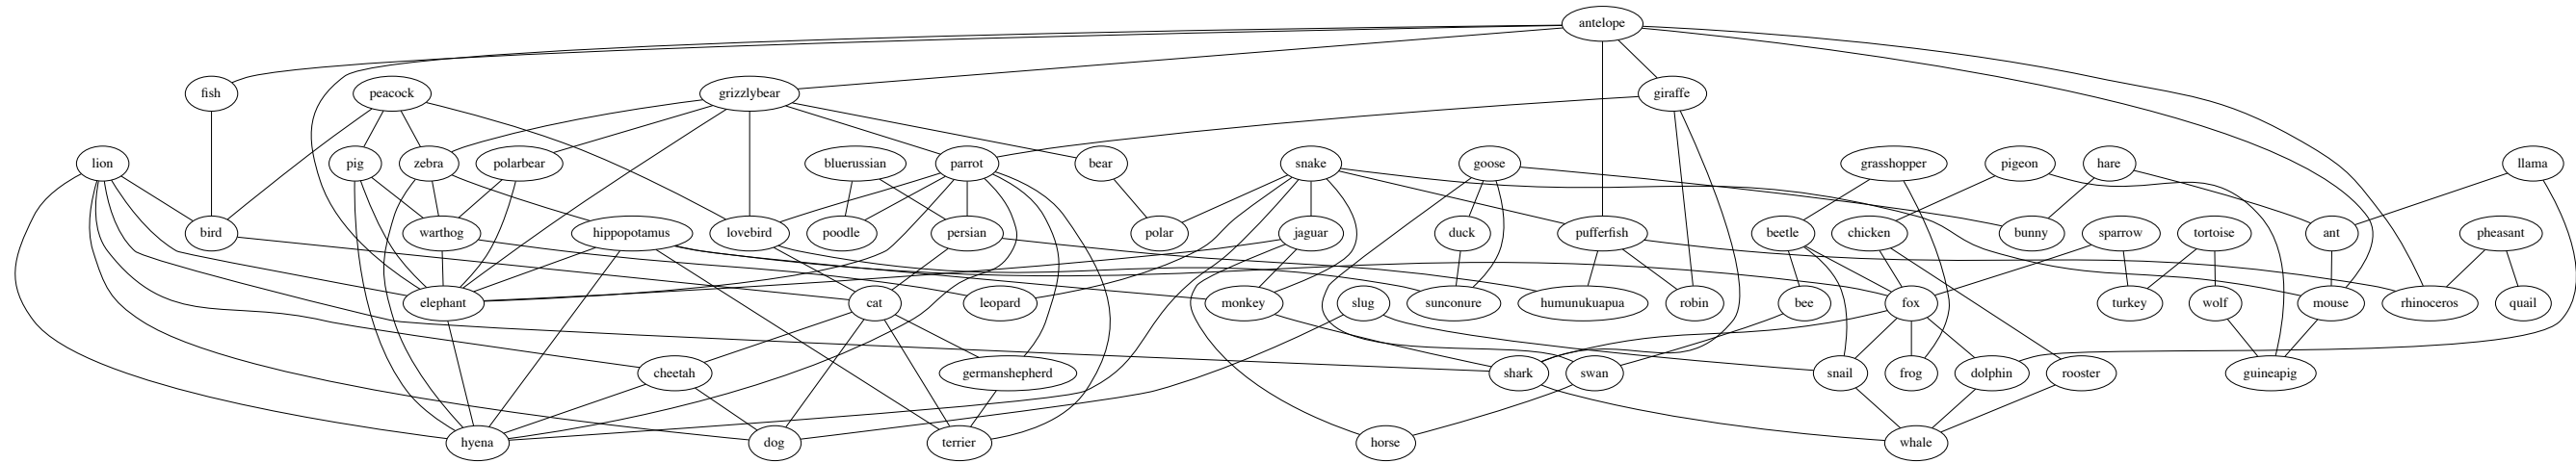 antelope
fish
peacock
grizzlybear
giraffe
lion
pig
zebra
polarbear
bluerussian
parrot
bear
snake
goose
grasshopper
pigeon
hare
llama
bird
warthog
hippopotamus
lovebird
poodle
persian
polar
jaguar
duck
pufferfish
beetle
chicken
bunny
sparrow
tortoise
ant
pheasant
elephant
cat
leopard
monkey
slug
sunconure
humunukuapua
robin
bee
fox
turkey
wolf
mouse
rhinoceros
quail
cheetah
germanshepherd
shark
swan
snail
frog
dolphin
rooster
guineapig
hyena
dog
terrier
horse
whale